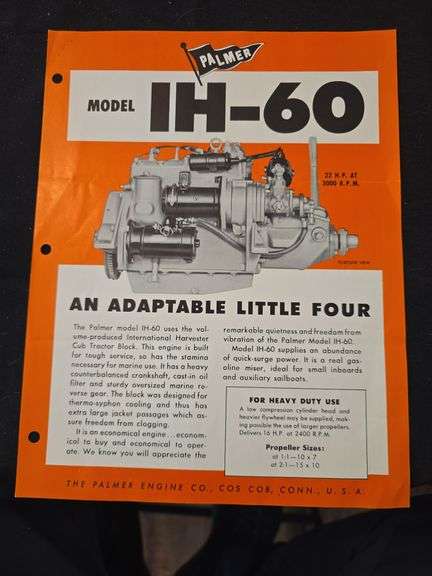 PALMER
MODEL IH-60
22 H.P. AT
3000 R.P.M.
AN ADAPTABLE LITTLE FOUR
The Palmer model IH-60 uses the vol-
ume-produced International Harvester
Cub Tractor Block. This engine is built
for tough service, so has the stamina
necessary for marine use. It has a heavy
counterbalanced crankshaft, cast-in oil
filter and sturdy oversized marine re-
verse gear. The block was designed for
thermo-syphon cooling and thus has
extra large jacket passages which as-
sure freedom from clogging.
It is an economical engine . . . econom-
ical to buy and economical to oper-
ate. We know you will appreciate the
remarkable quietness and freedom from
vibration of the Palmer Model IH-60.
Model IH-60 supplies an abundance
of quick-surge power. It is a real gas-
oline miser, ideal for small inboards
and auxiliary sailboats.
FOR HEAVY DUTY USE
A low compression cylinder head and
heavier flywheel may be supplied, mak-
ing possible the use of larger propellers.
Delivers 16 H.P. at 2400 R.P.M.
Propeller Sizes:
at 1:1—10 x 7
at 2:1—15 x 10
THE PALMER ENGINE CO., COS COB, CONN., U. S. A.